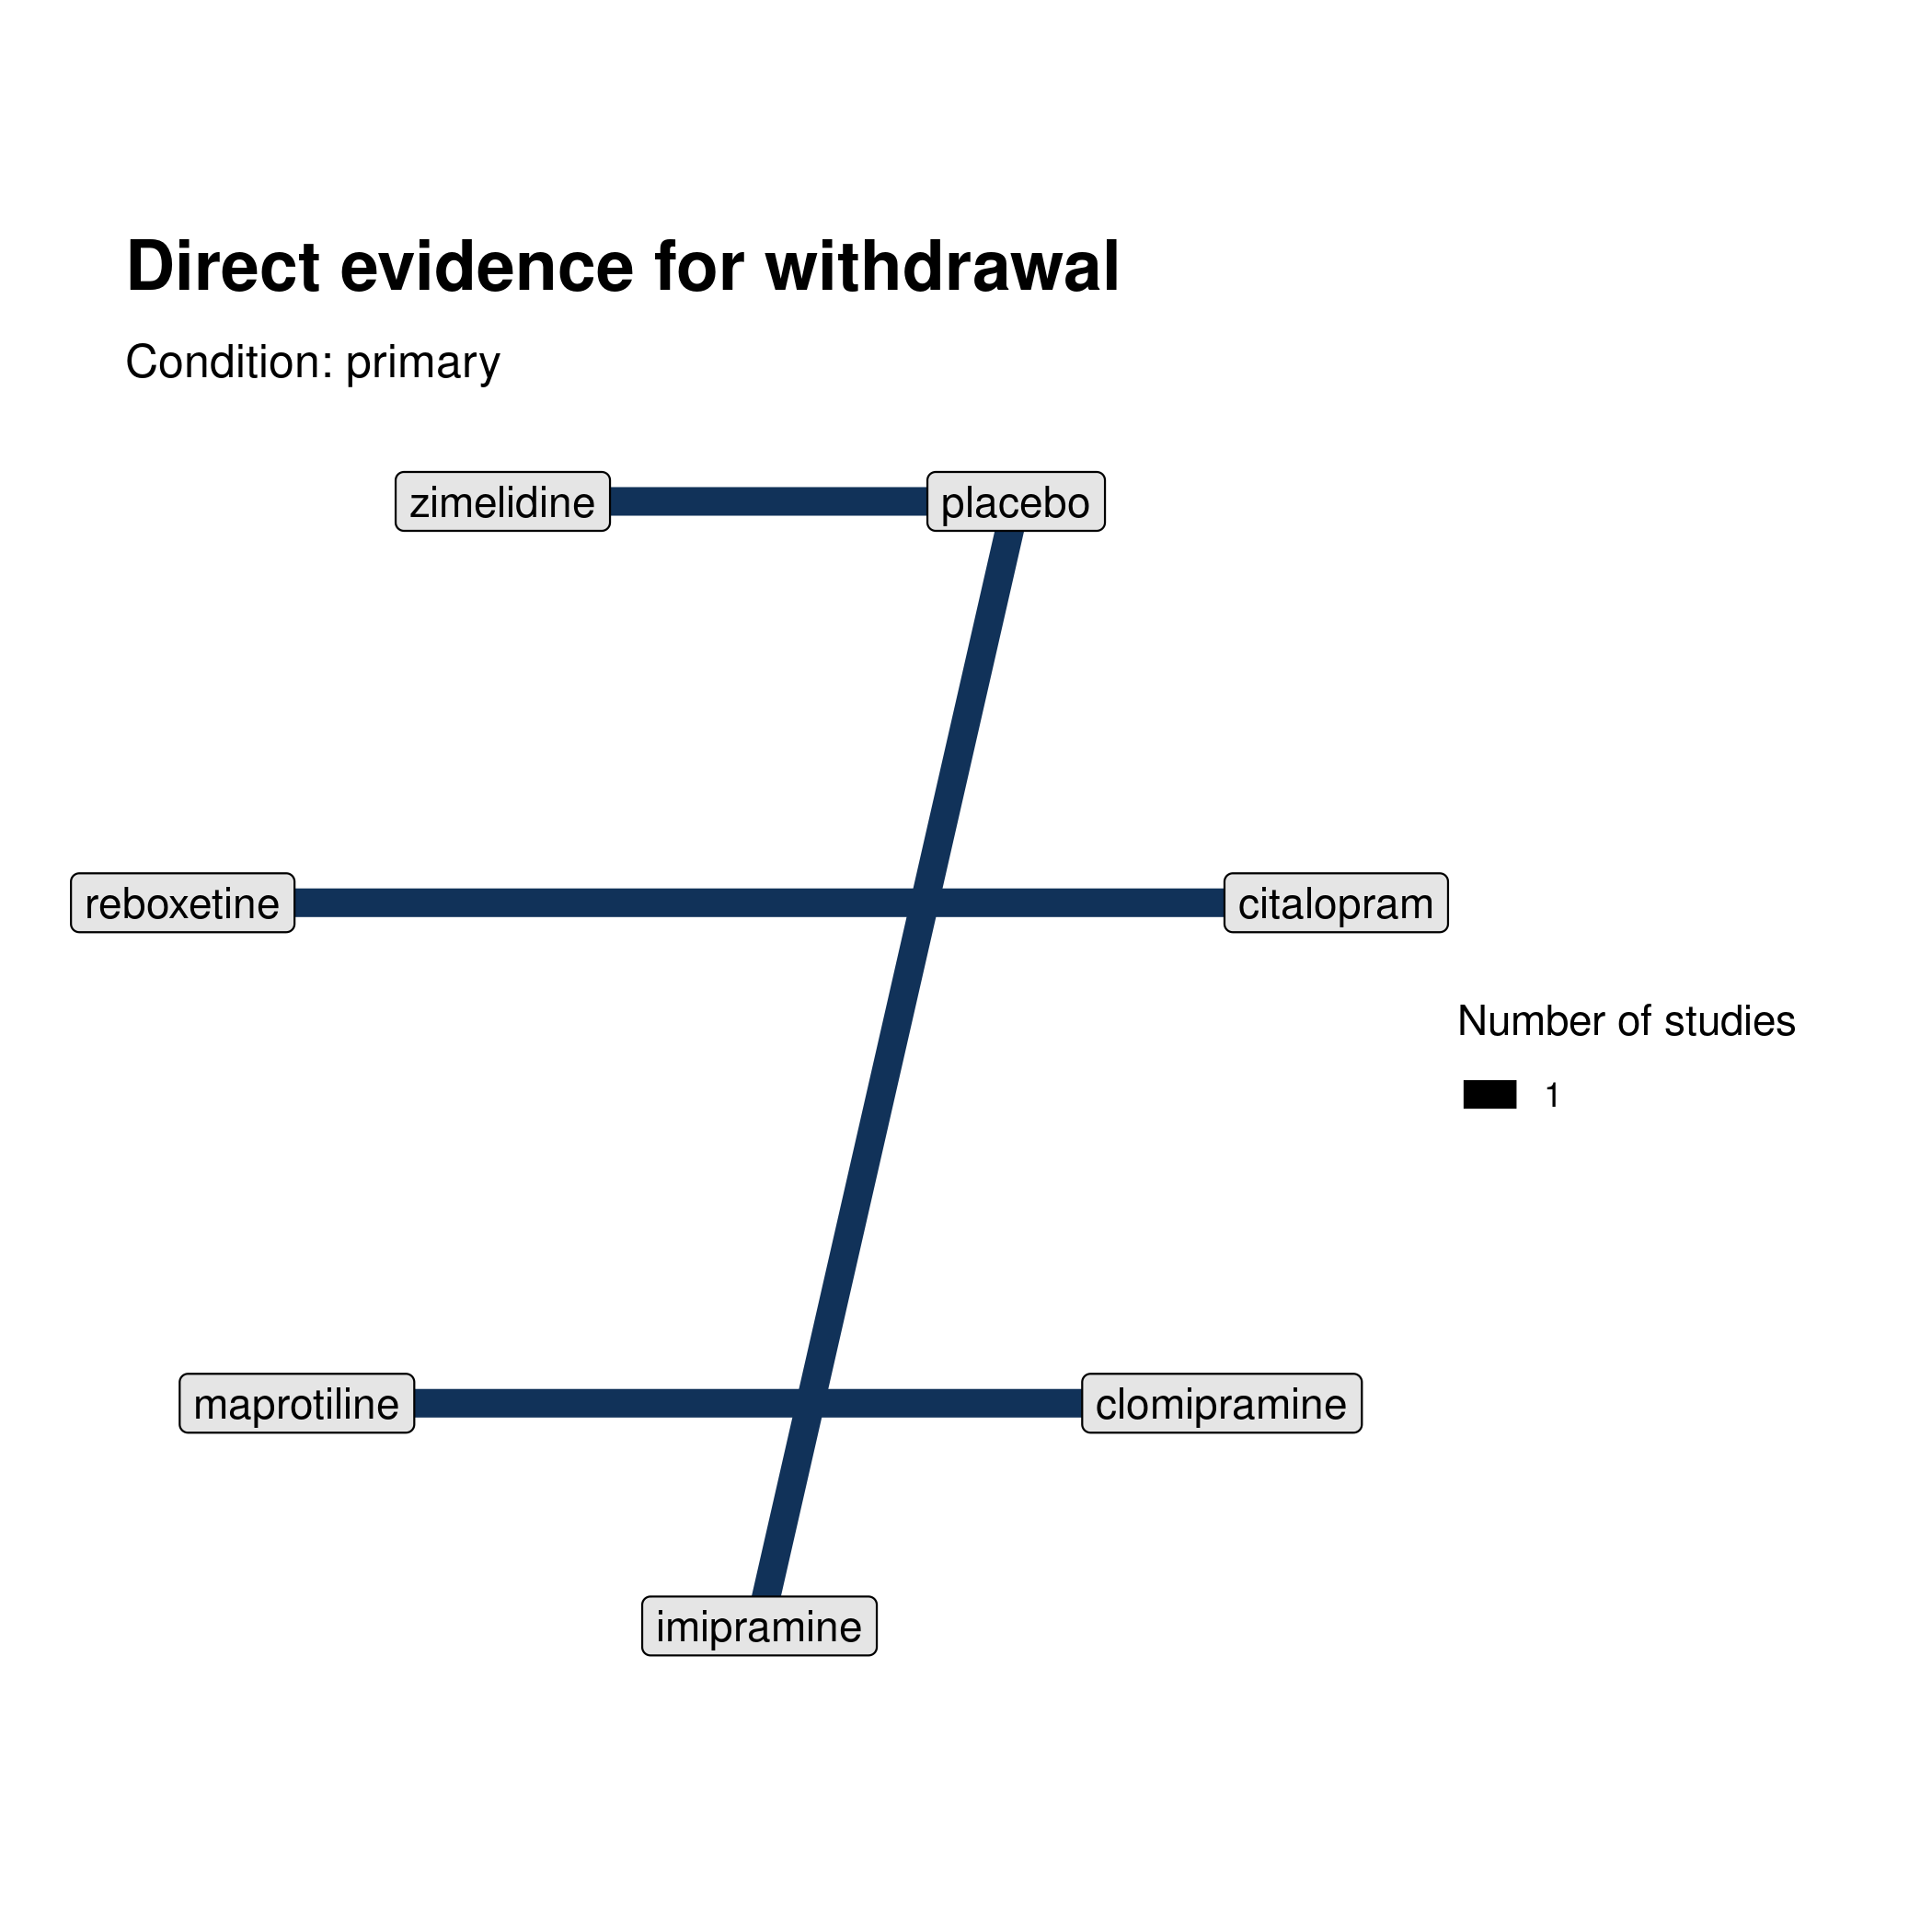 Direct evidence for withdrawal
Condition: primary
zimelidine
placebo
reboxetine
citalopram
Number of studies
1
maprotiline
clomipramine
imipramine